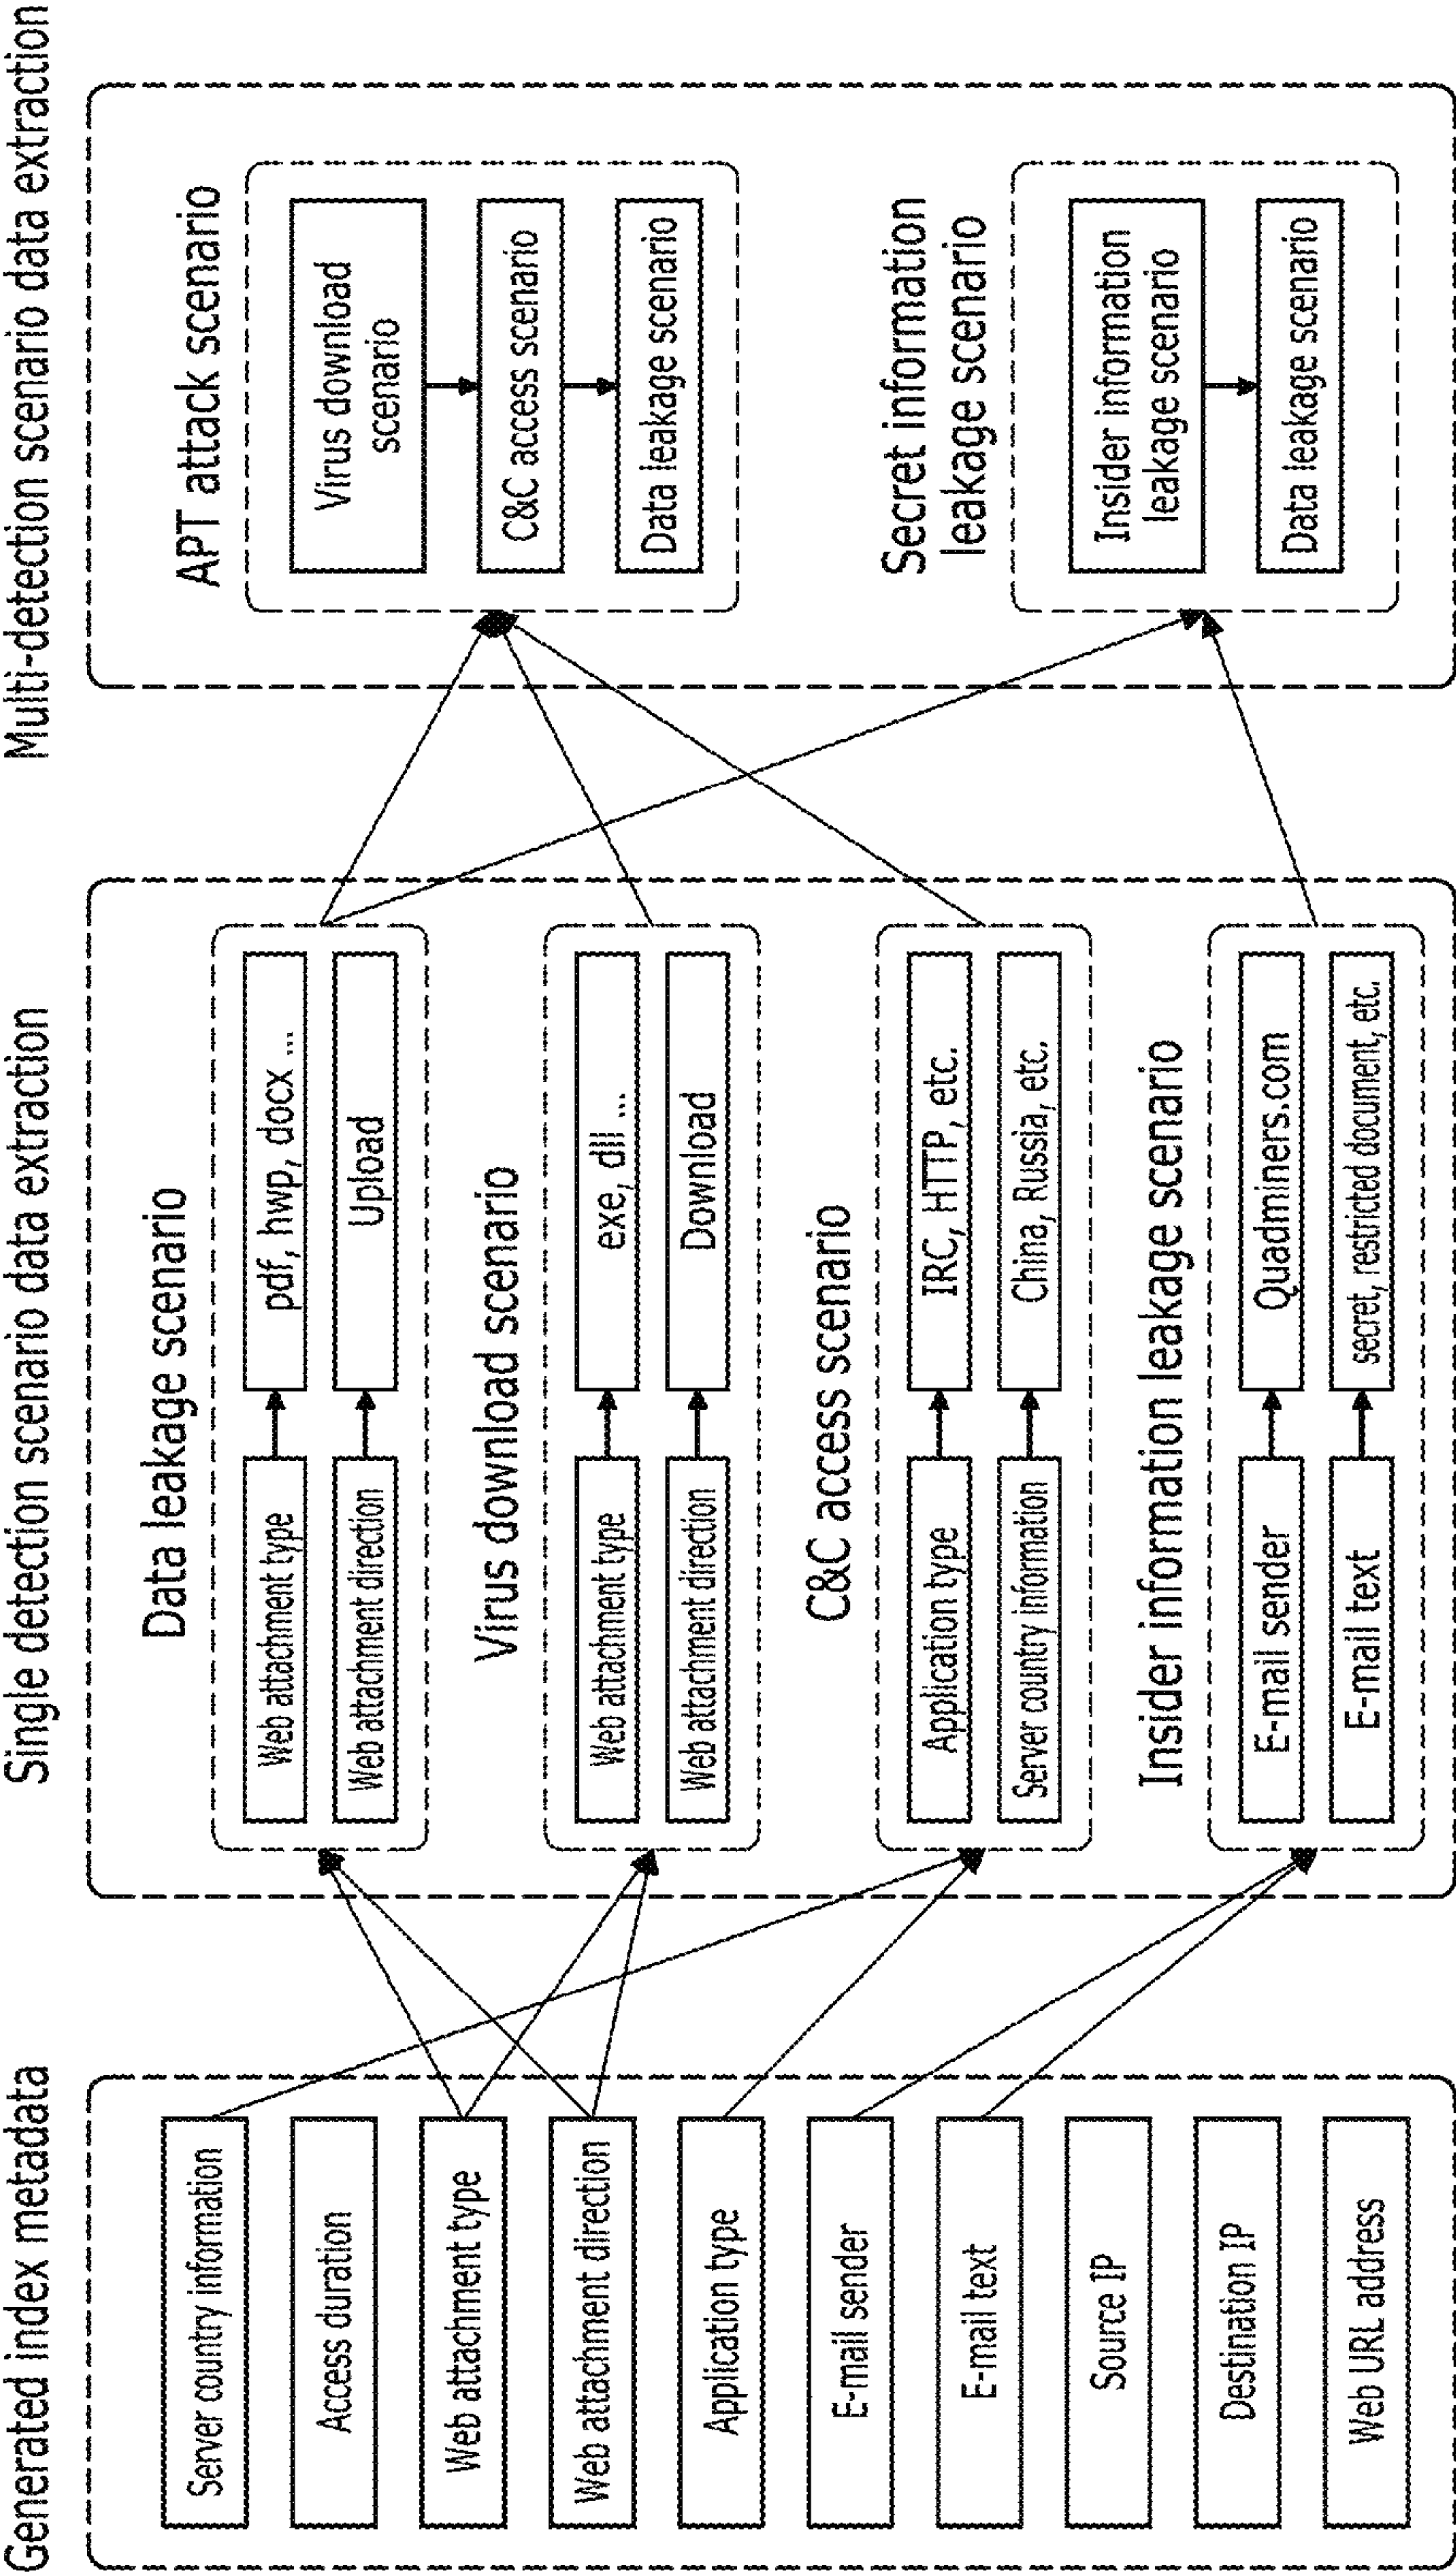 Generated index metadata
Server country information
Access duration
Web attachment type
Web attachment direction
Application type
E-mail sender
E-mail text
Source IP
Destination IP
Web URL address
Single detection scenario data extraction
Data leakage scenario
Web attachment type
pdf, hwp, docx ...
Web attachment direction
Upload
Virus download scenario
Web attachment type
exe, dll ...
Web attachment direction
Download
C&C access scenario
Application type
IRC, HTTP, etc.
Server country information
China, Russia, etc.
Insider information leakage scenario
E-mail sender
Quadminers.com
E-mail text
secret, restricted document, etc.
Multi-detection scenario data extraction
APT attack scenario
Virus download
scenario
C&C access scenario
Data leakage scenario
Secret information
leakage scenario
Insider information
leakage scenario
Data leakage scenario